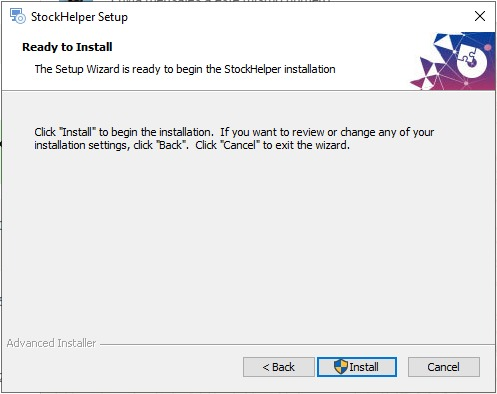 StockHelper Setup
Ready to Install
The Setup Wizard is ready to begin the StockHelper installation
Click "Install" to begin the installation.  If you want to review or change any of your
installation settings, click "Back".  Click "Cancel" to exit the wizard.
Advanced Installer
< Back
Install
Cancel